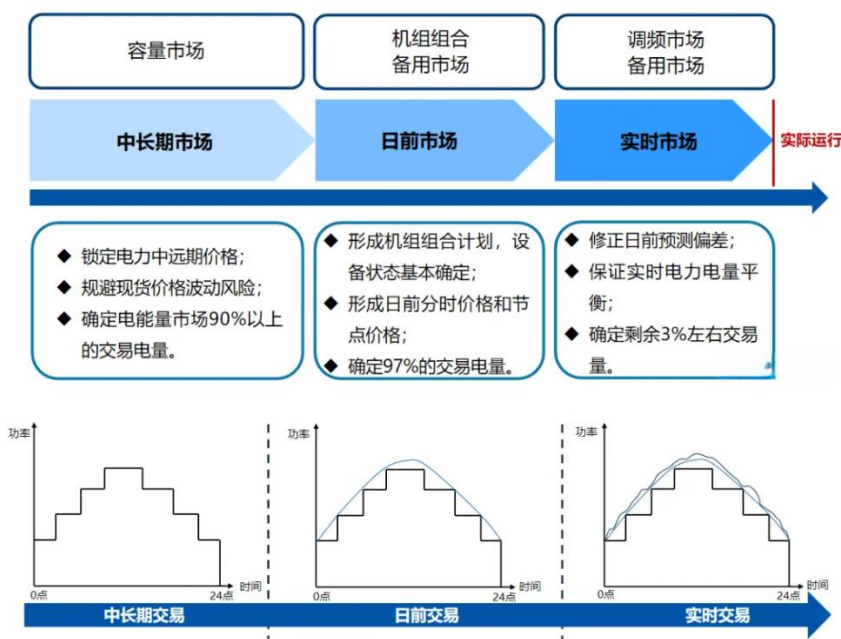 容量市场
机组组合
备用市场
调频市场
备用市场
中长期市场
日前市场
实时市场
实际运行
◆ 锁定电力中远期价格；
◆ 规避现货价格波动风险；
◆ 确定电能量市场90%以上
的交易电量。
◆ 形成机组组合计划，设
备状态基本确定；
◆ 形成日前分时价格和节
点价格；
◆ 确定97%的交易电量。
◆ 修正日前预测偏差；
◆ 保证实时电力电量平
衡；
◆ 确定剩余3%左右交易
量。
功率
0点
24点
时间
功率
0点
24点
时间
功率
0点
24点
时间
中长期交易
日前交易
实时交易